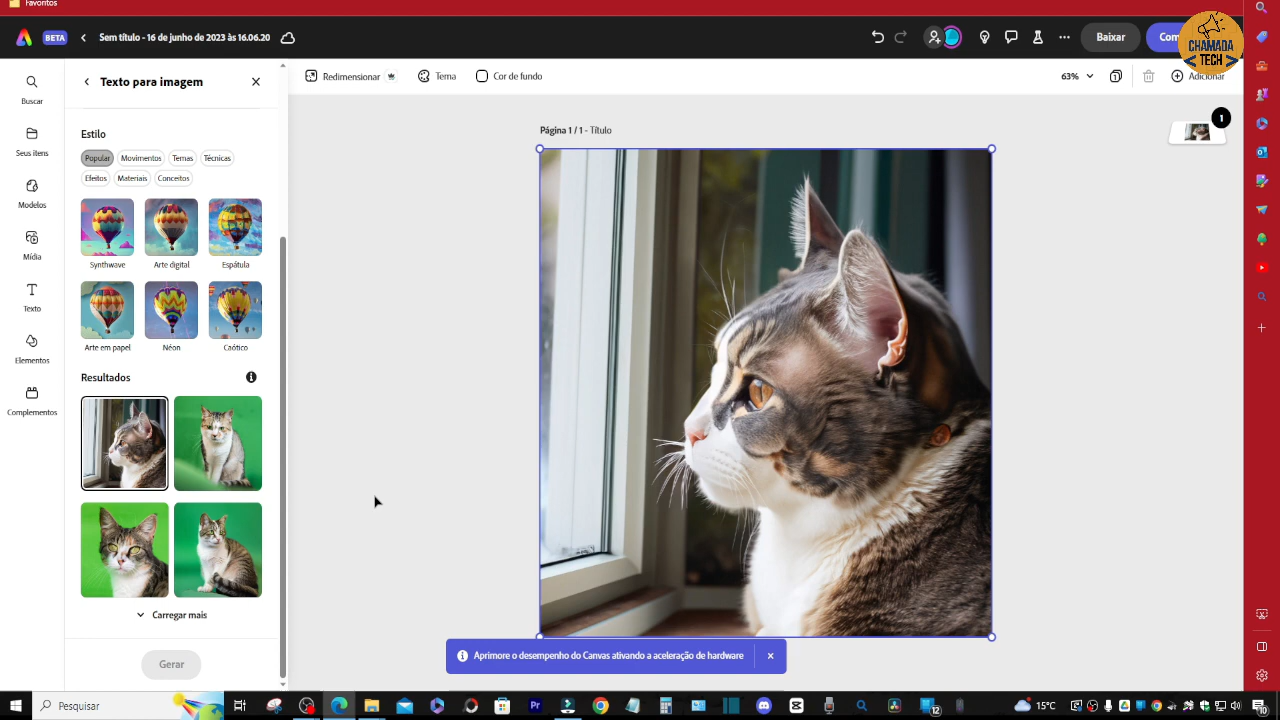 Favoritos
BETA
Sem título - 16 de junho de 2023 às 16.06.20
Baixar
CHAMADA
TECH
Texto para imagem
Redimensionar
Tema
Cor de fundo
63%
1
Adicionar
Buscar
Seus itens
Modelos
Mídia
Texto
Elementos
Complementos
Estilo
Popular
Movimentos
Temas
Técnicas
Efeitos
Materiais
Conceitos
Synthwave
Arte digital
Espátula
Arte em papel
Néon
Caótico
Resultados
Carregar mais
Gerar
Página 1 / 1 - Título
1
Aprimore o desempenho do Canvas ativando a aceleração de hardware
Pesquisar
Pr
12
15°C